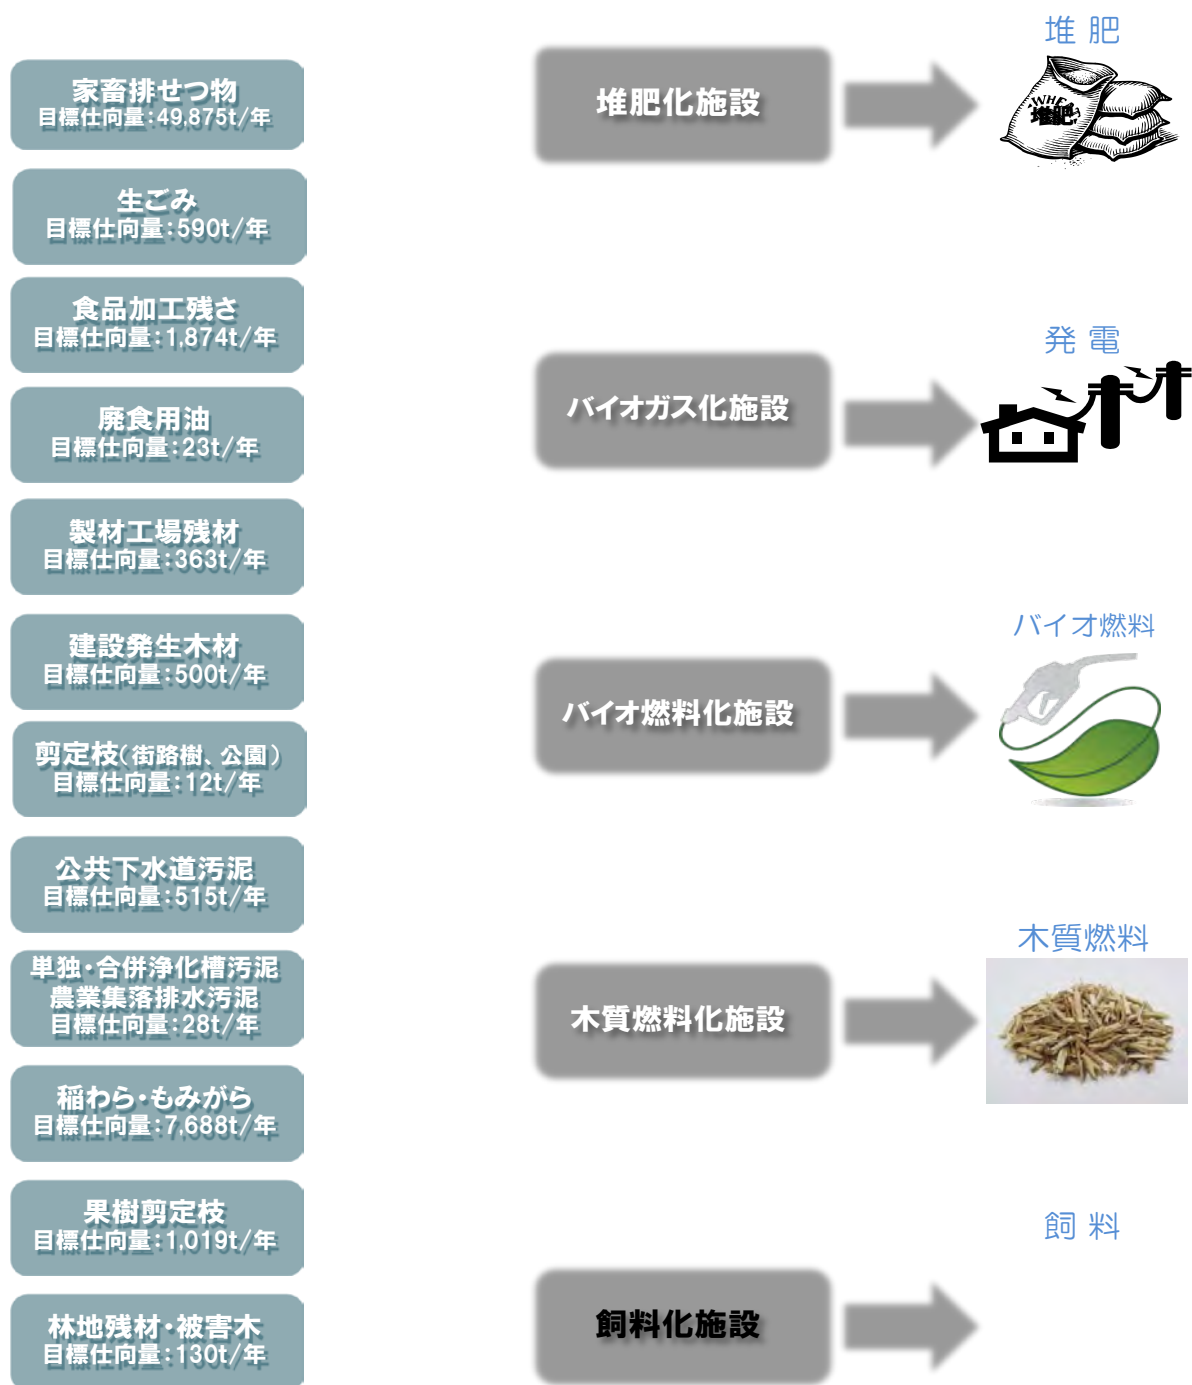 家畜排せつ物
目標仕向量：49,875t/年
生ごみ
目標仕向量：590t/年
食品加工残さ
目標仕向量：1,874t/年
廃食用油
目標仕向量：23t/年
製材工場残材
目標仕向量：363t/年
建設発生木材
目標仕向量：500t/年
剪定枝（街路樹、公園）
目標仕向量：12t/年
公共下水道汚泥
目標仕向量：515t/年
単独・合併浄化槽汚泥
農業集落排水汚泥
目標仕向量：28t/年
稲わら・もみがら
目標仕向量：7,688t/年
果樹剪定枝
目標仕向量：1,019t/年
林地残材・被害木
目標仕向量：130t/年
堆肥化施設
バイオガス化施設
バイオ燃料化施設
木質燃料化施設
飼料化施設
堆 肥
WHE
堆肥
発 電
バイオ燃料
木質燃料
飼 料